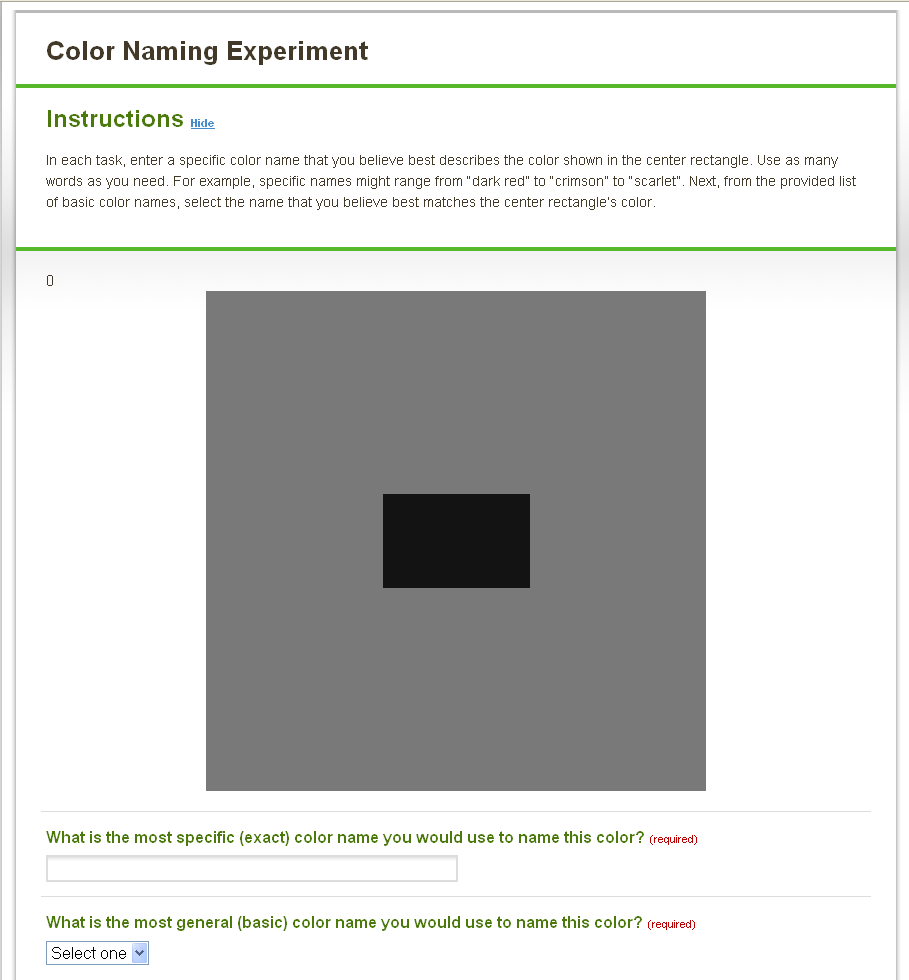 Color Naming Experiment
Instructions Hide
In each task, enter a specific color name that you believe best describes the color shown in the center rectangle. Use as many
words as you need. For example, specific names might range from "dark red" to "crimson" to "scarlet". Next, from the provided list
of basic color names, select the name that you believe best matches the center rectangle's color.
0
What is the most specific (exact) color name you would use to name this color? (required)
What is the most general (basic) color name you would use to name this color? (required)
Select one